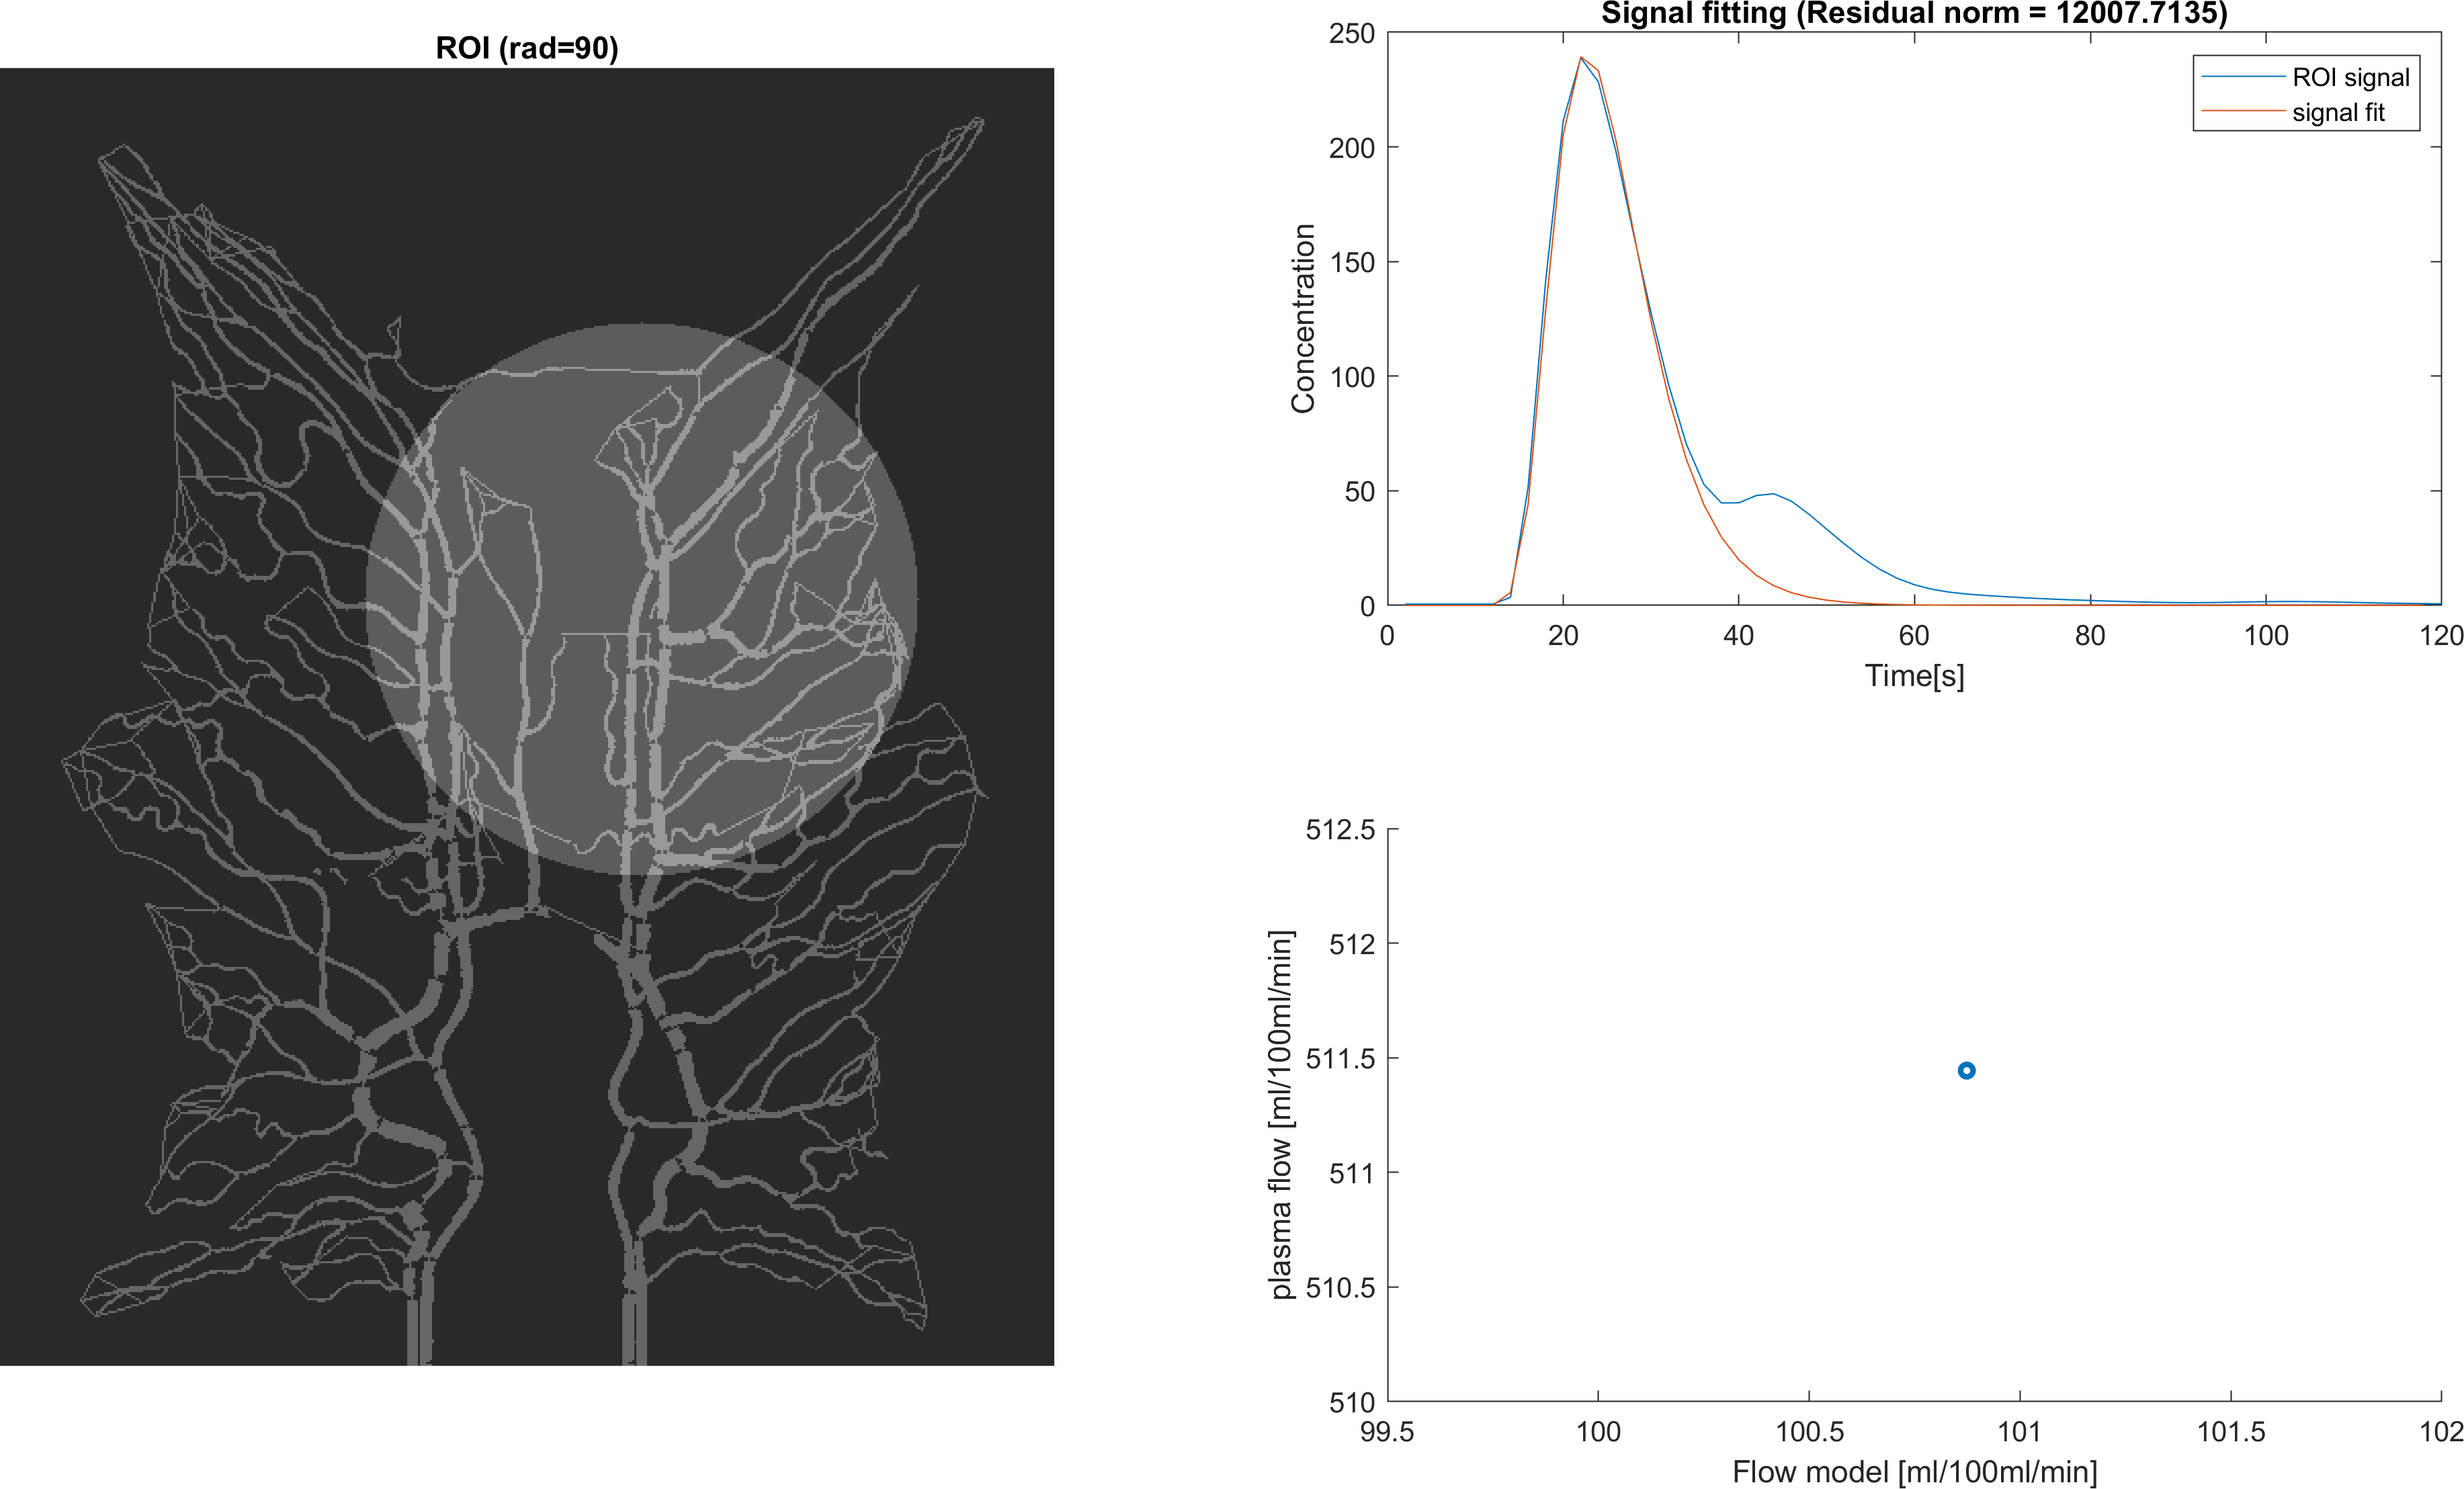 ROI (rad=90)
Signal fitting (Residual norm = 12007.7135)
250
200
150
100
50
0
Concentration
ROI signal
signal fit
0 20 40 60 80 100 120
Time[s]
512.5
512
511.5
511
510.5
510
plasma flow [ml/100ml/min]
99.5 100 100.5 101 101.5 102
Flow model [ml/100ml/min]